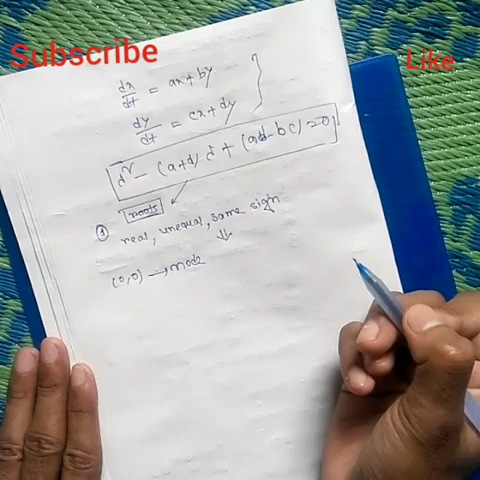 Subscribe
Like
dx/dt = ax + by
dy/dt = cx + dy
λ² - (a+d) λ + (ad - bc) = 0
roots
① real, unequal, same sign
⇓
(0,0) → node